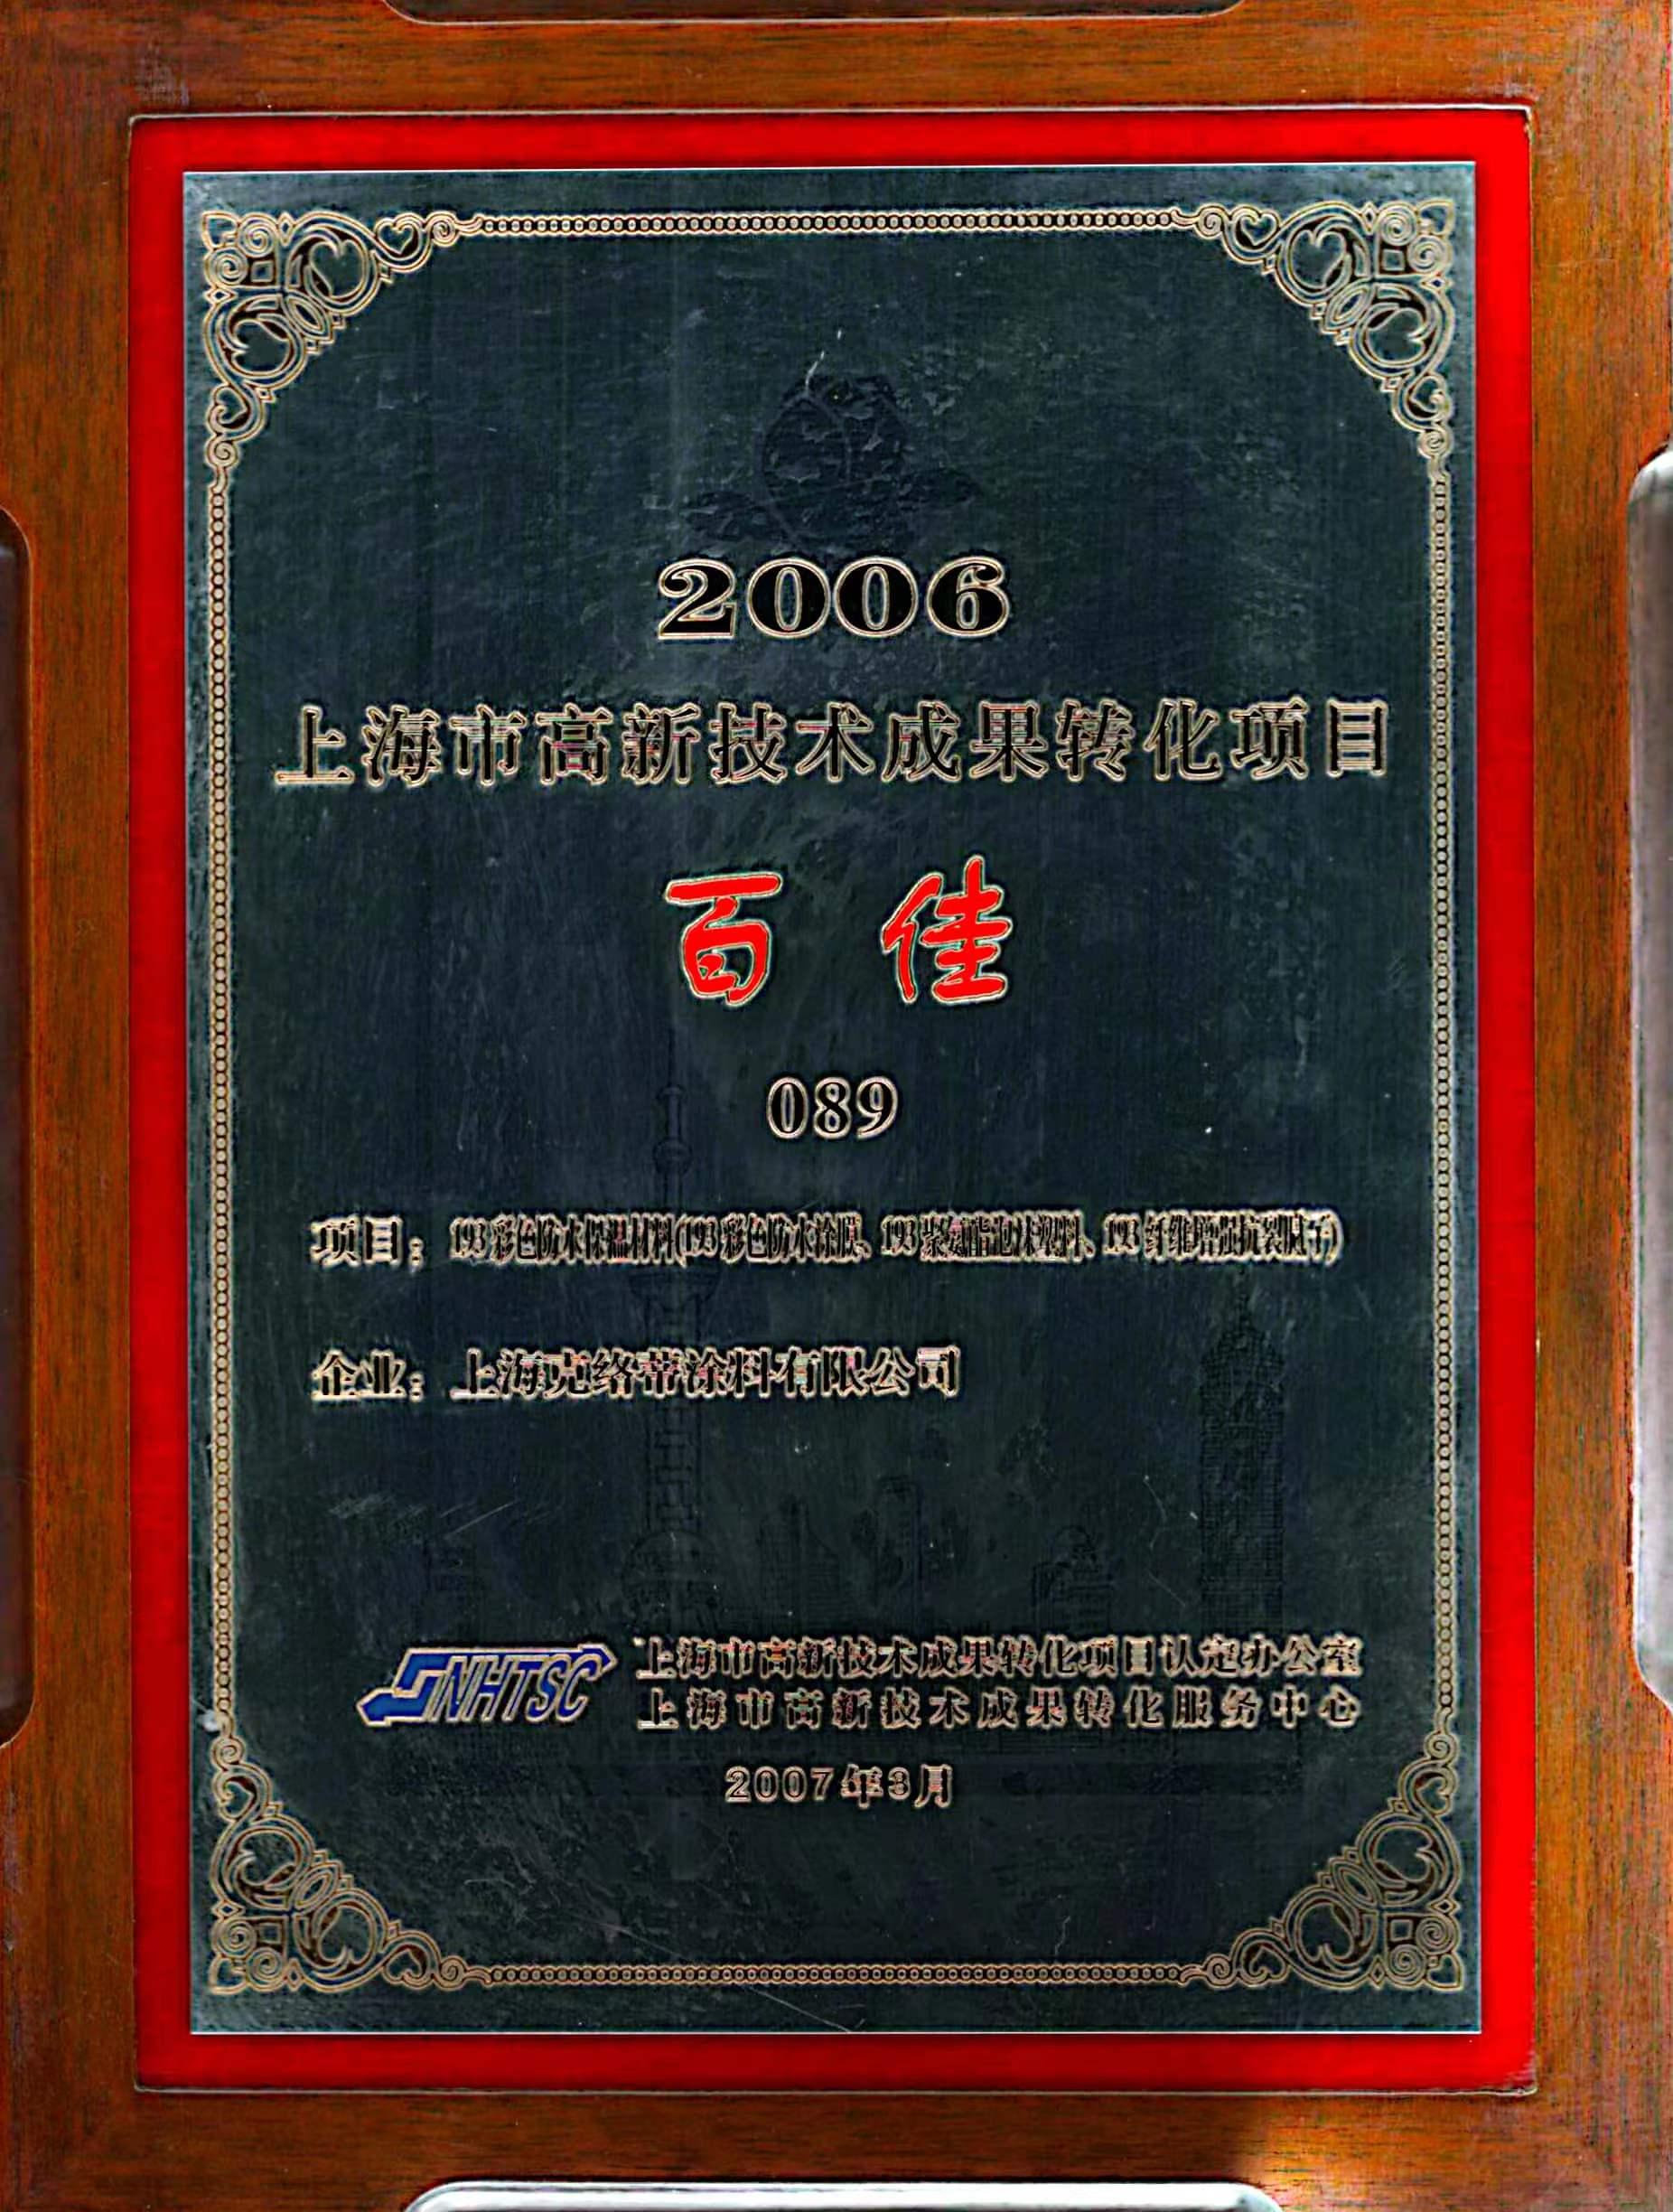 2006
上海市高新技术成果转化项目
百佳
089
项目：193彩色防水保温材料(193彩色防水涂膜、193聚氨酯泡沫塑料、193纤维增强抗裂腻子)
企业：上海克络蒂涂料有限公司
SNHTSC
上海市高新技术成果转化项目认定办公室
上海市高新技术成果转化服务中心
2007年3月